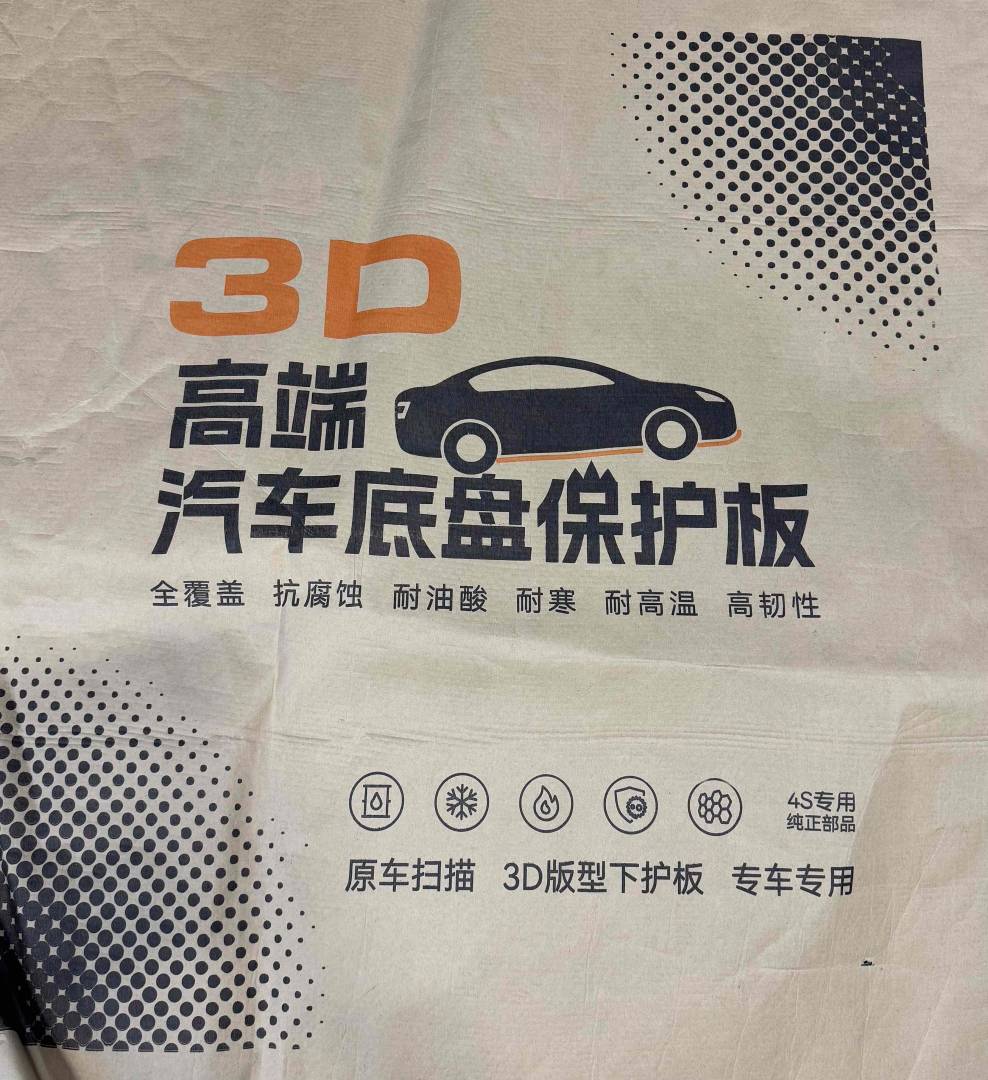 3D
高端
汽车底盘保护板
全覆盖 抗腐蚀 耐油酸 耐寒 耐高温 高韧性
4S专用
纯正部品
原车扫描 3D版型下护板 专车专用